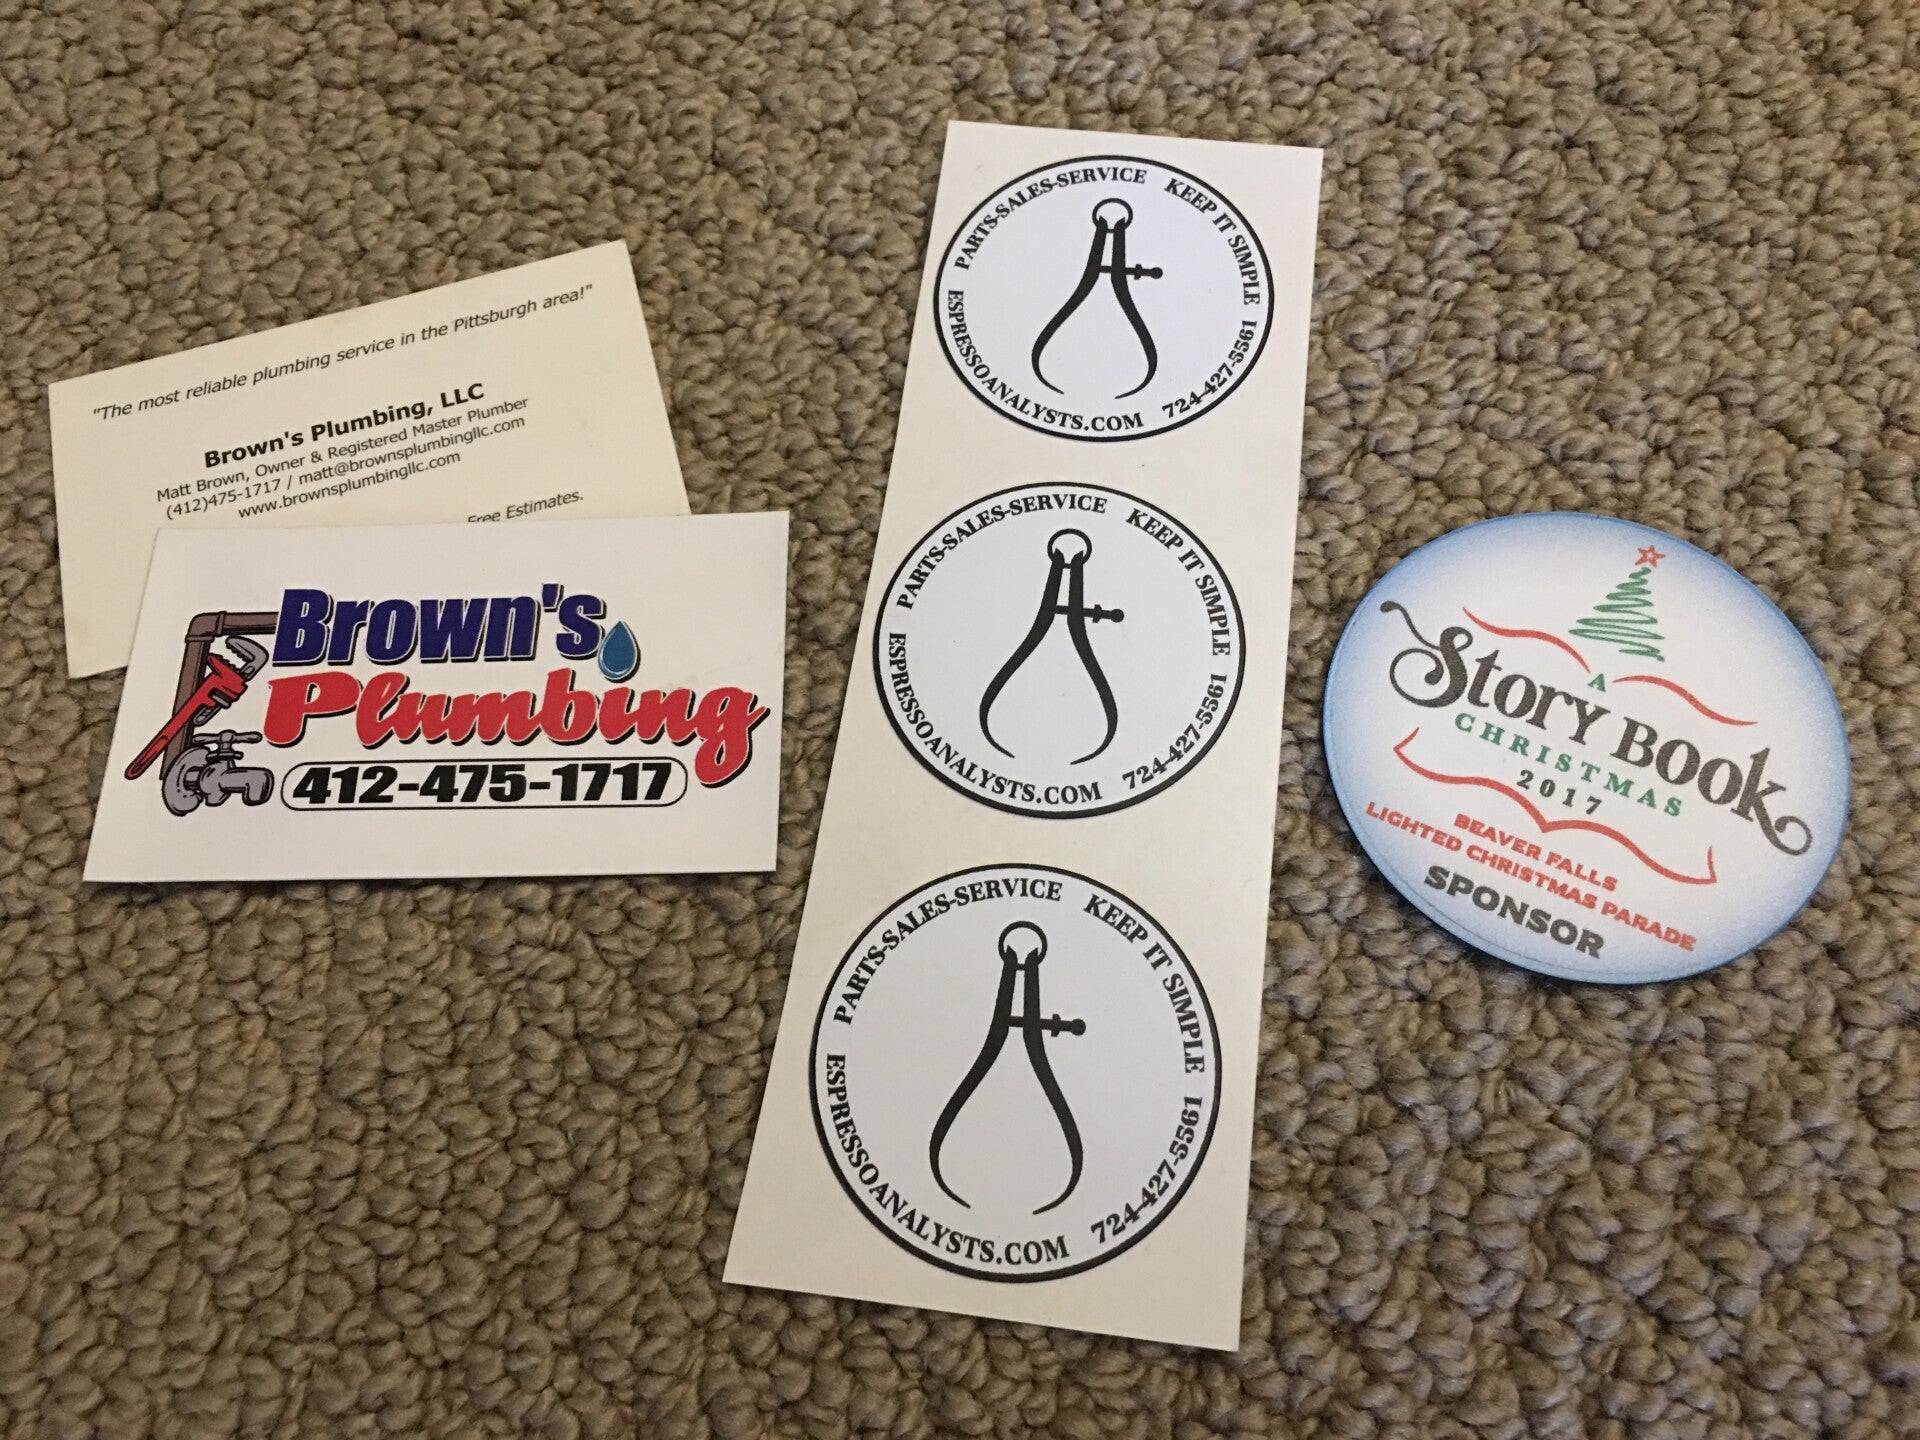 "The most reliable plumbing service in the Pittsburgh area!"
Brown's Plumbing, LLC
Matt Brown, Owner & Registered Master Plumber
(412)475-1717 / matt@brownsplumbingllc.com
www.brownsplumbingllc.com
Free Estimates.
Brown's
Plumbing
412-475-1717
PARTS-SALES-SERVICE
KEEP IT SIMPLE
724-427-5561
ESPRESSOANALYSTS.COM
PARTS-SALES-SERVICE
KEEP IT SIMPLE
724-427-5561
ESPRESSOANALYSTS.COM
PARTS-SALES-SERVICE
KEEP IT SIMPLE
724-427-5561
ESPRESSOANALYSTS.COM
A
Story Book
CHRISTMAS
2017
BEAVER FALLS
LIGHTED CHRISTMAS PARADE
SPONSOR